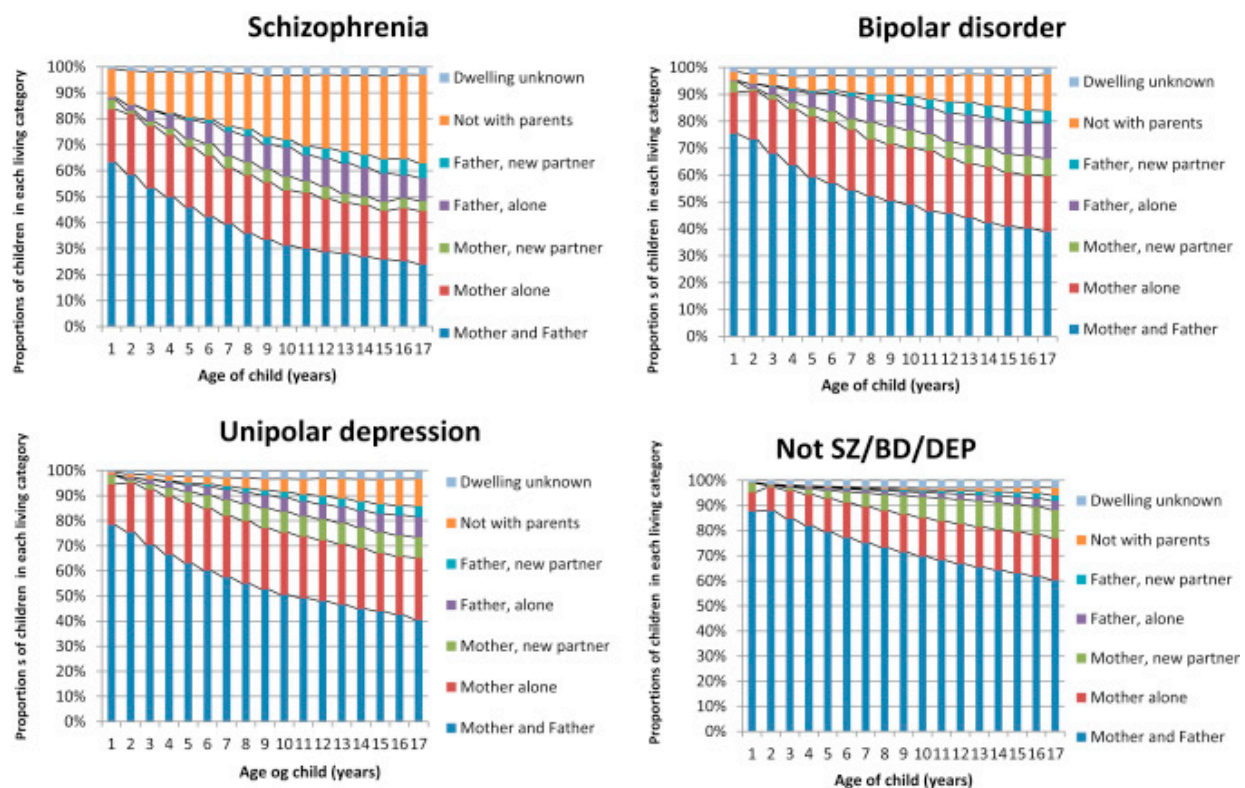 Schizophrenia
Proportions of children in each living category
100%
90%
80%
70%
60%
50%
40%
30%
20%
10%
0%
1 2 3 4 5 6 7 8 9 10 11 12 13 14 15 16 17
Age of child (years)
Dwelling unknown
Not with parents
Father, new partner
Father, alone
Mother, new partner
Mother alone
Mother and Father
Bipolar disorder
Proportion s of children in each living category
100%
90%
80%
70%
60%
50%
40%
30%
20%
10%
0%
1 2 3 4 5 6 7 8 9 10 11 12 13 14 15 16 17
Age of child (years)
Dwelling unknown
Not with parents
Father, new partner
Father, alone
Mother, new partner
Mother alone
Mother and Father
Unipolar depression
Proportion s of children in each living category
100%
90%
80%
70%
60%
50%
40%
30%
20%
10%
0%
1 2 3 4 5 6 7 8 9 10 11 12 13 14 15 16 17
Age og child (years)
Dwelling unknown
Not with parents
Father, new partner
Father, alone
Mother, new partner
Mother alone
Mother and Father
Not SZ/BD/DEP
Proportions of children in each living category
100%
90%
80%
70%
60%
50%
40%
30%
20%
10%
0%
1 2 3 4 5 6 7 8 9 10 11 12 13 14 15 16 17
Age of child (years)
Dwelling unknown
Not with parents
Father, new partner
Father, alone
Mother, new partner
Mother alone
Mother and Father